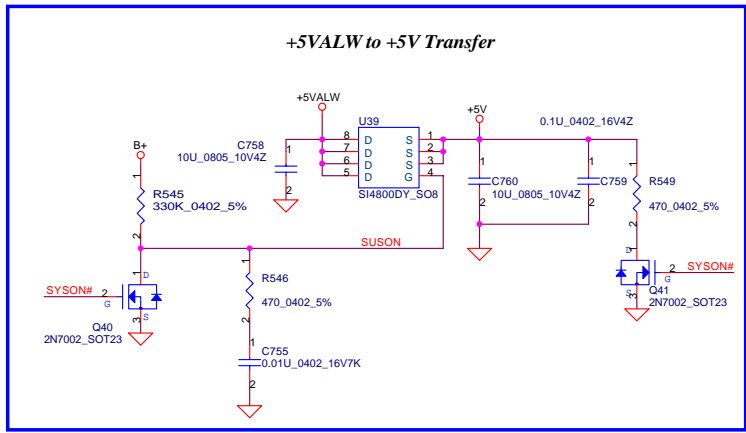 +5VALW to +5V Transfer
+5VALW
+5V
0.1U_0402_16V4Z
U39
B+
C758
10U_0805_10V4Z
1
2
8 D S 1
7 D S 2
6 D S 3
5 D G 4
SI4800DY_SO8
1
2
C760
10U_0805_10V4Z
1
2
C759
1
2
R549
470_0402_5%
1
2
R545
330K_0402_5%
SUSON
SYSON#
2
G
1
D
S
3
Q40
2N7002_SOT23
1
2
R546
470_0402_5%
1
2
C755
0.01U_0402_16V7K
1
D
2
G
S
3
SYSON#
Q41
2N7002_SOT23